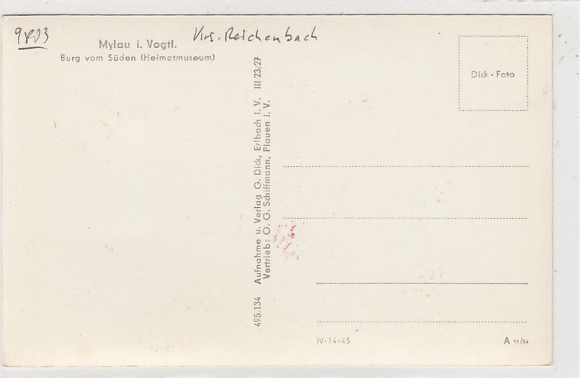 9803
Krs. Reichenbach
Mylau i. Vogtl.
Burg vom Süden (Heimatmuseum)
Dick - Foto
495.134 Aufnahme u. Verlag G. Dick, Erlbach i. V. III 23/27
Vertrieb: O. G. Schiffmann, Plauen i. V.
IV-14-45
A